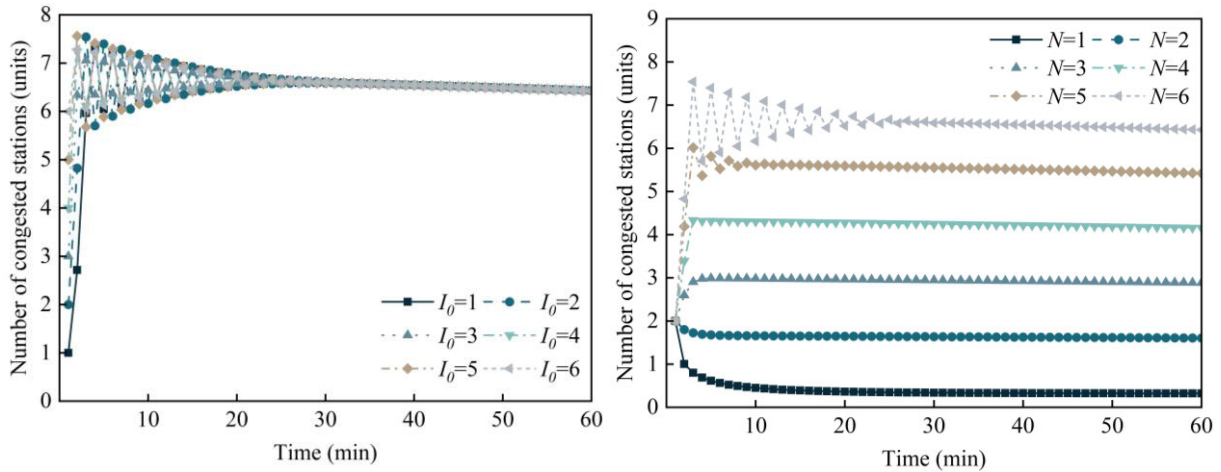 Number of congested stations (units)
8
7
6
5
4
3
2
1
0
10 20 30 40 50 60
Time (min)
I₀=1 I₀=2
I₀=3 I₀=4
I₀=5 I₀=6
Number of congested stations (units)
9
8
7
6
5
4
3
2
1
0
10 20 30 40 50 60
Time (min)
N=1 N=2
N=3 N=4
N=5 N=6